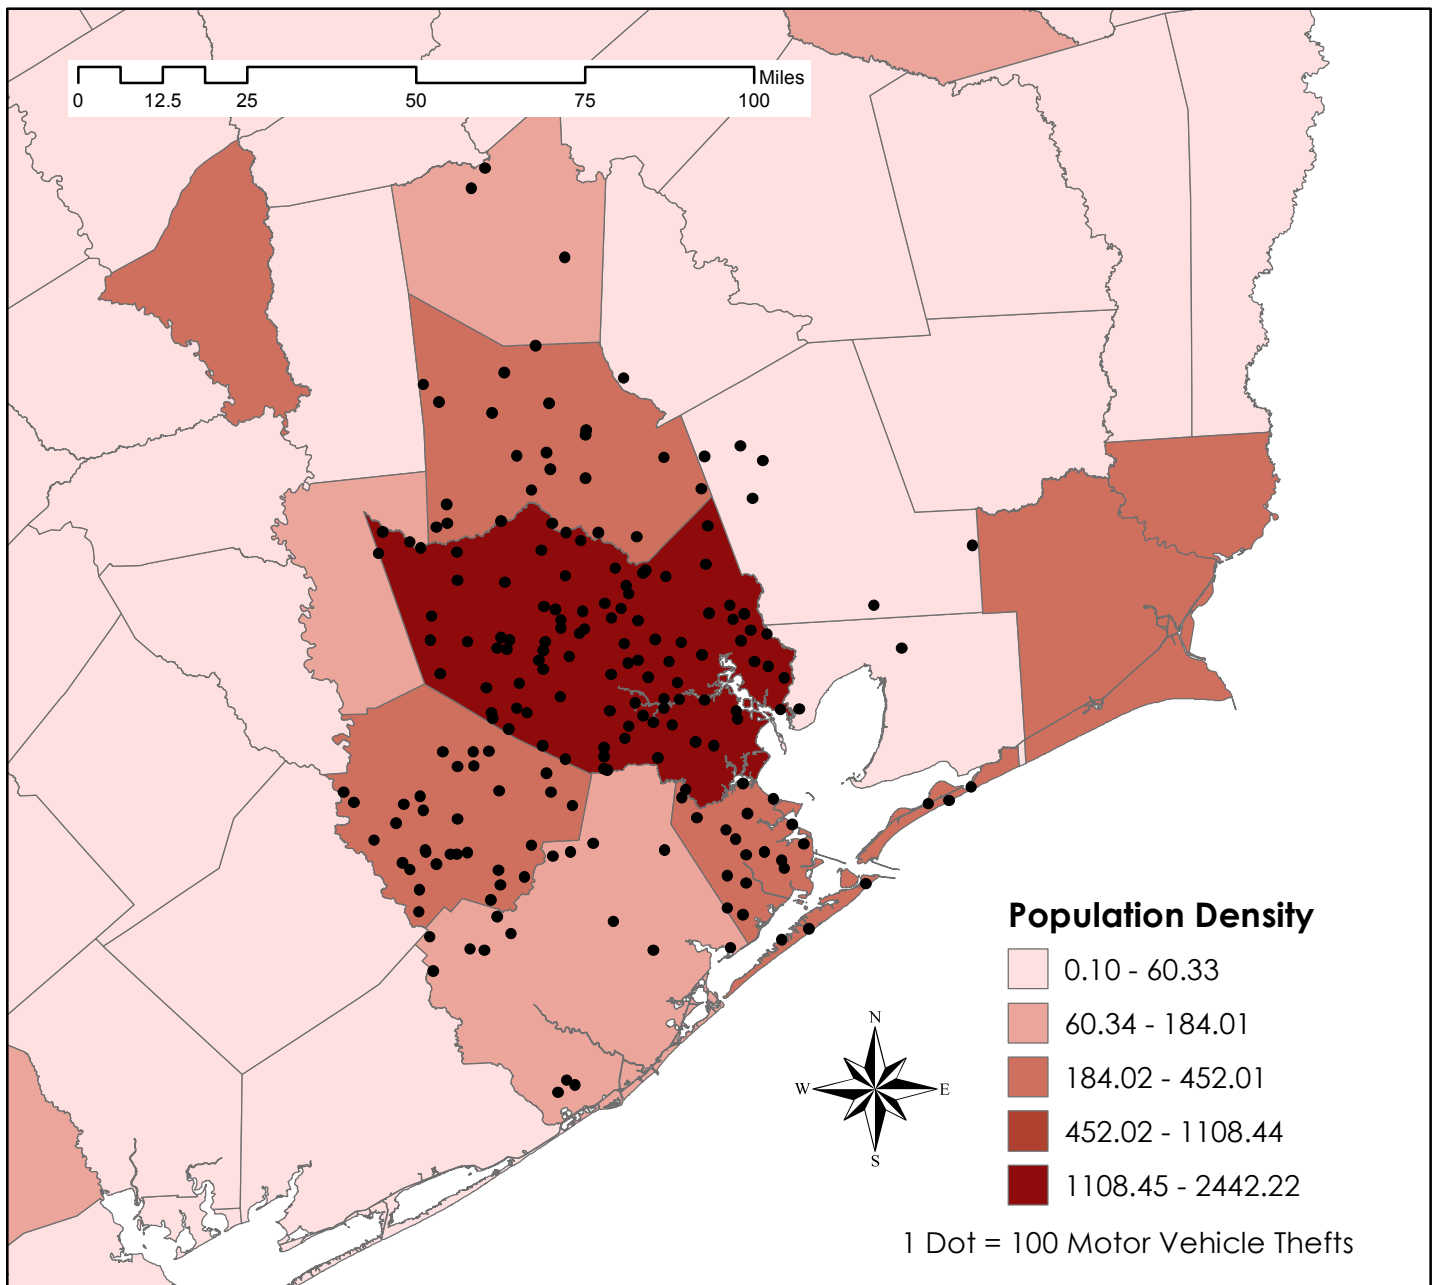 Miles
0 12.5 25 50 75 100
Population Density
0.10 - 60.33
60.34 - 184.01
184.02 - 452.01
452.02 - 1108.44
1108.45 - 2442.22
N
W E
S
1 Dot = 100 Motor Vehicle Thefts